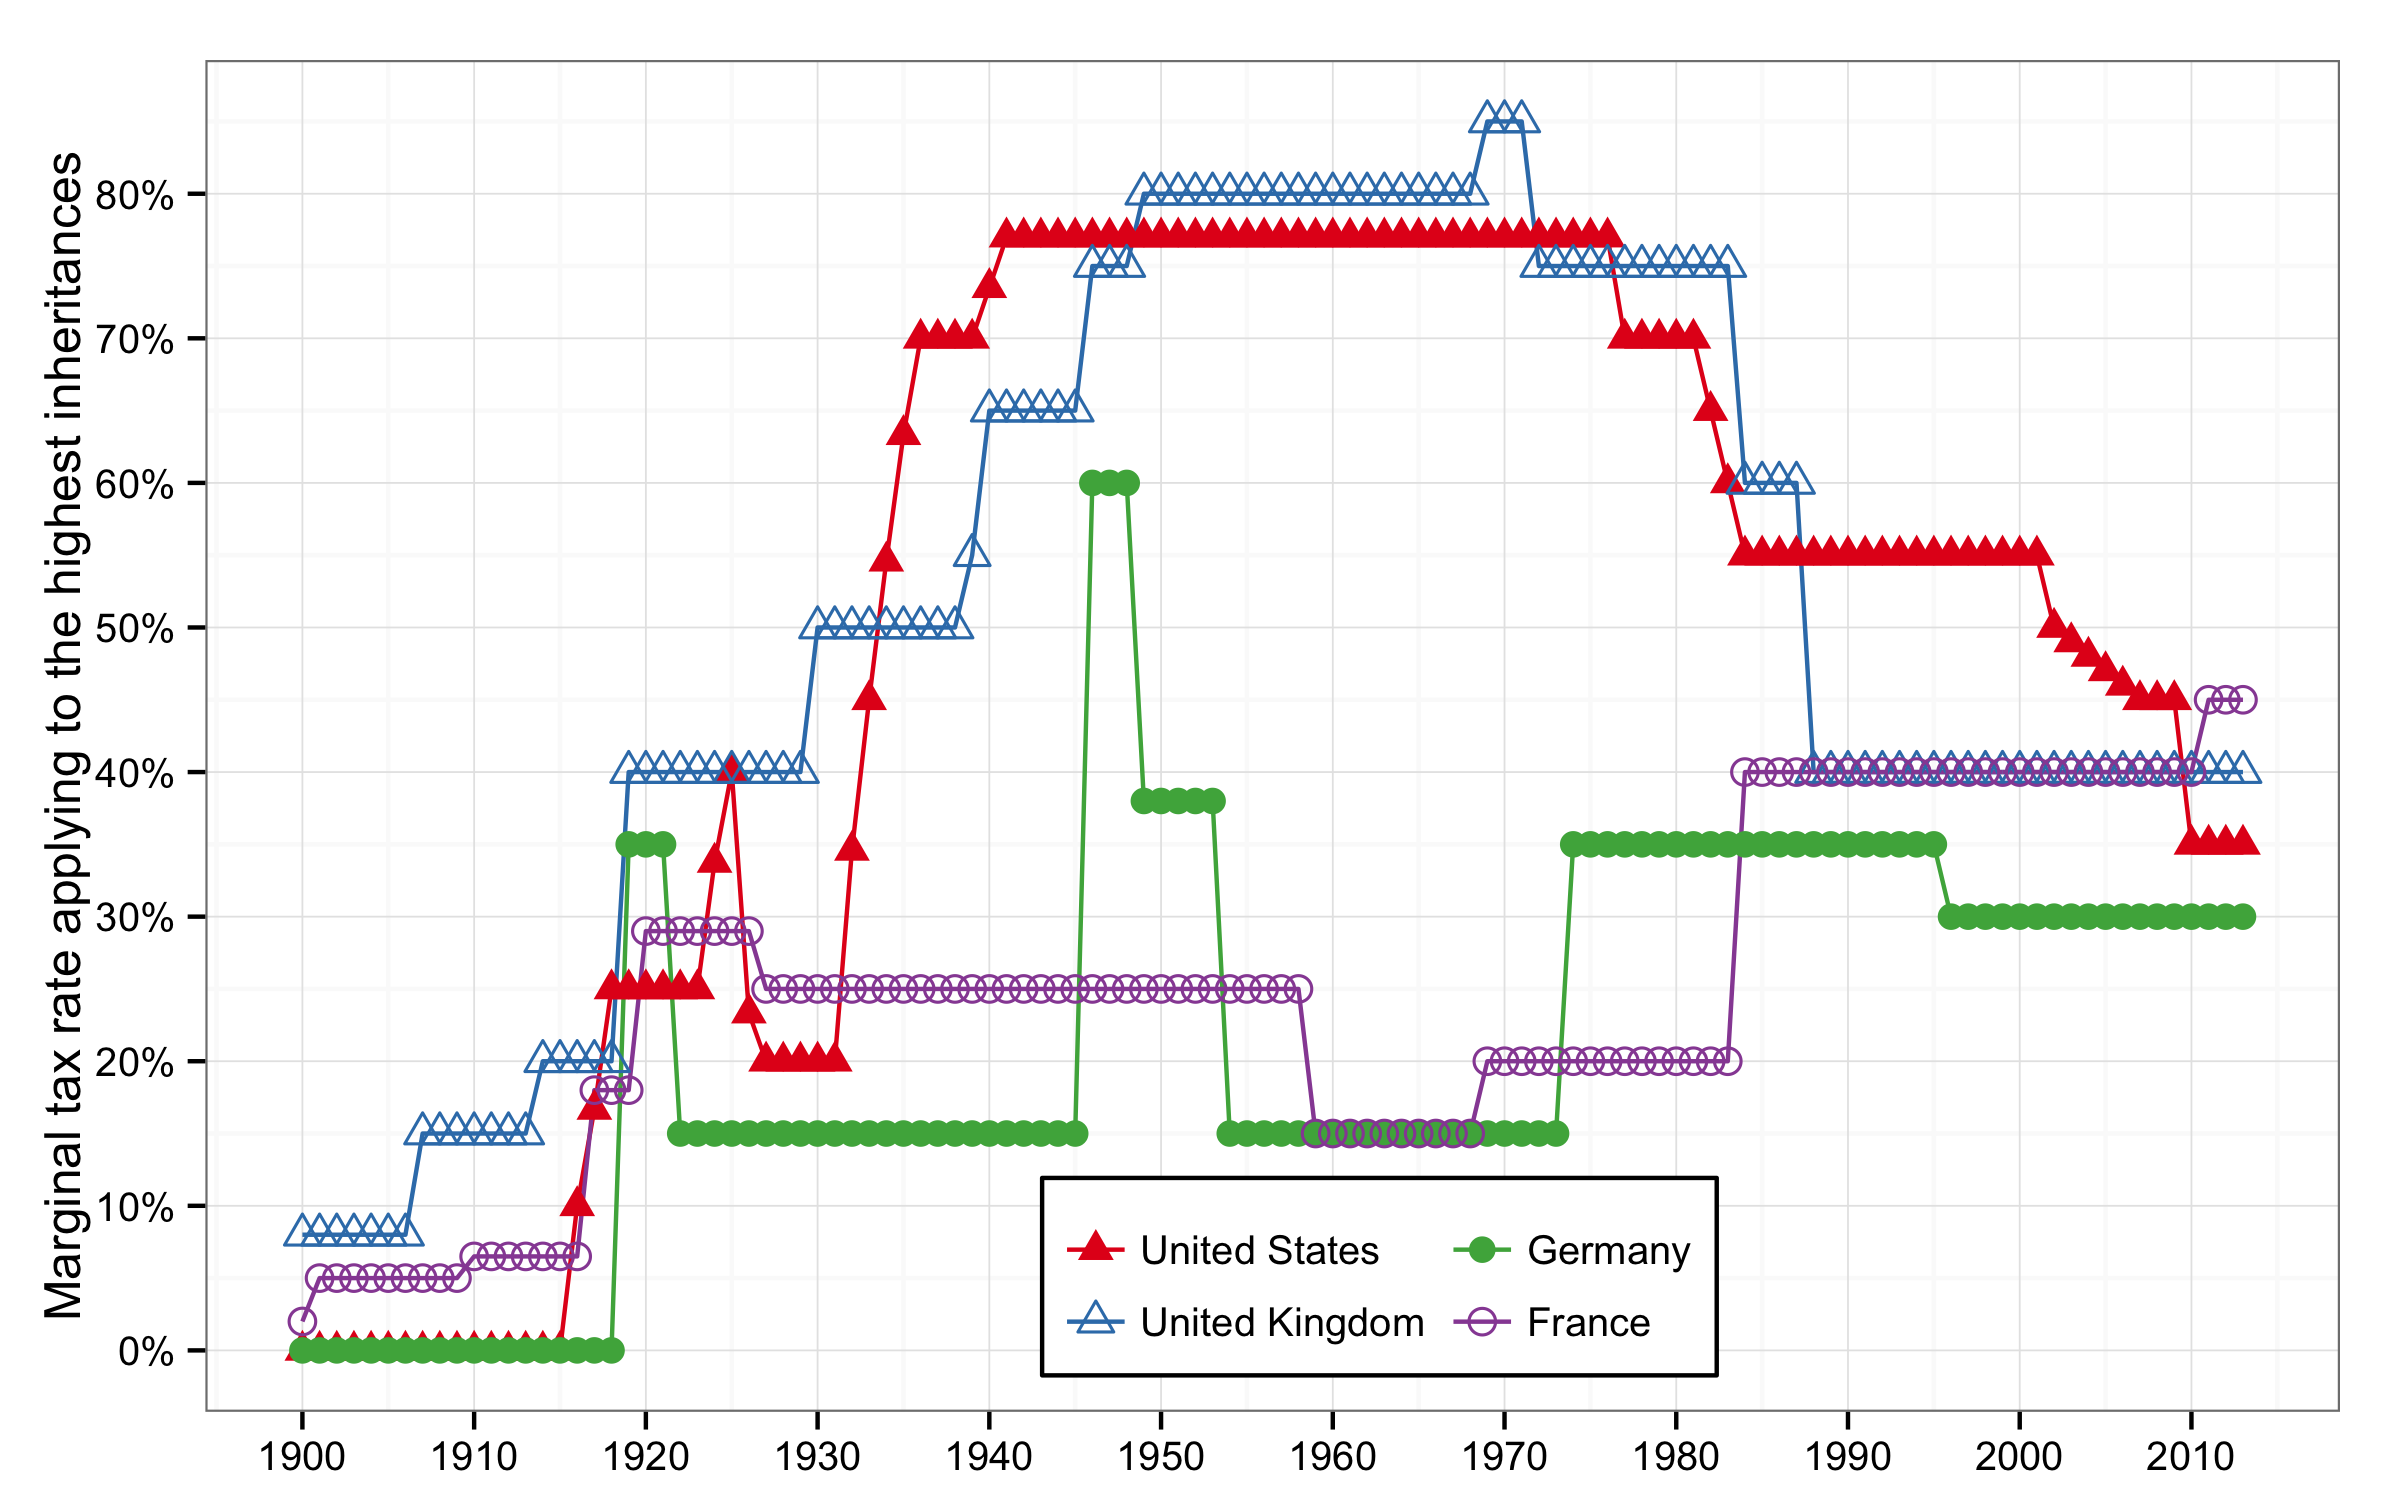 Marginal tax rate applying to the highest inheritances
80%
70%
60%
50%
40%
30%
20%
10%
0%
United States
Germany
United Kingdom
France
1900 1910 1920 1930 1940 1950 1960 1970 1980 1990 2000 2010